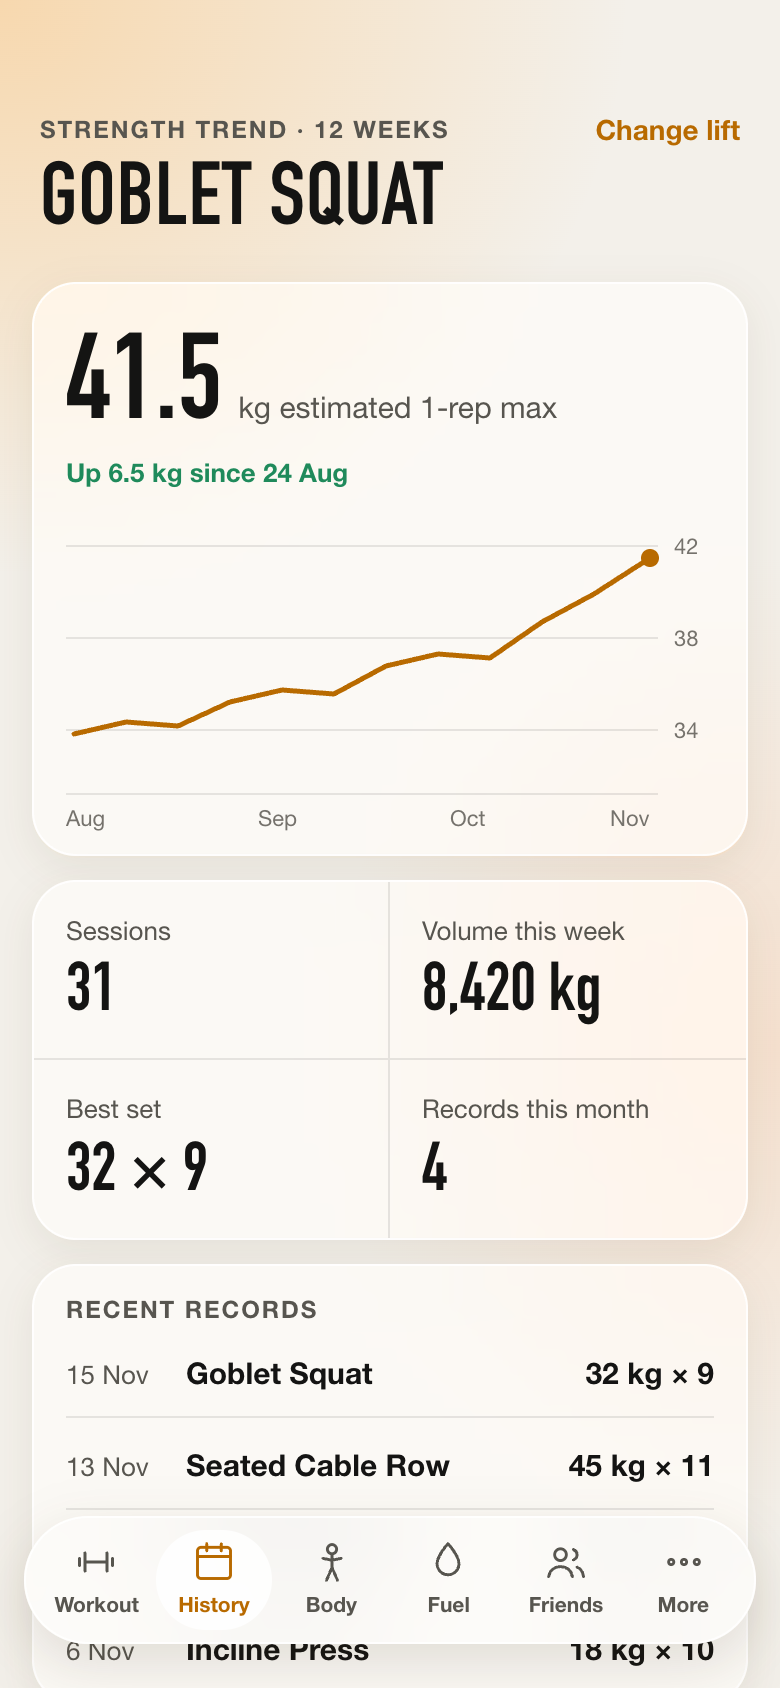 STRENGTH TREND · 12 WEEKS
Change lift
GOBLET SQUAT
41.5 kg estimated 1-rep max
Up 6.5 kg since 24 Aug
42
38
34
Aug Sep Oct Nov
Sessions
31
Volume this week
8,420 kg
Best set
32 × 9
Records this month
4
RECENT RECORDS
15 Nov Goblet Squat 32 kg × 9
13 Nov Seated Cable Row 45 kg × 11
Workout History Body Fuel Friends More
6 Nov Incline Press 18 kg × 10